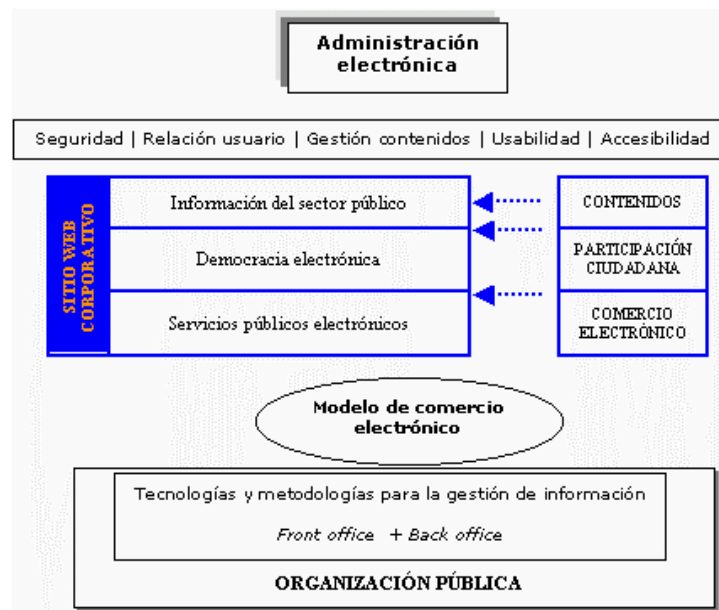 Administración
electrónica
Seguridad | Relación usuario | Gestión contenidos | Usabilidad | Accesibilidad
SITIO WEB
CORPORATIVO
Información del sector público
CONTENIDOS
Democracia electrónica
PARTICIPACIÓN
CIUDADANA
Servicios públicos electrónicos
COMERCIO
ELECTRÓNICO
Modelo de comercio
electrónico
Tecnologías y metodologías para la gestión de información
Front office + Back office
ORGANIZACIÓN PÚBLICA